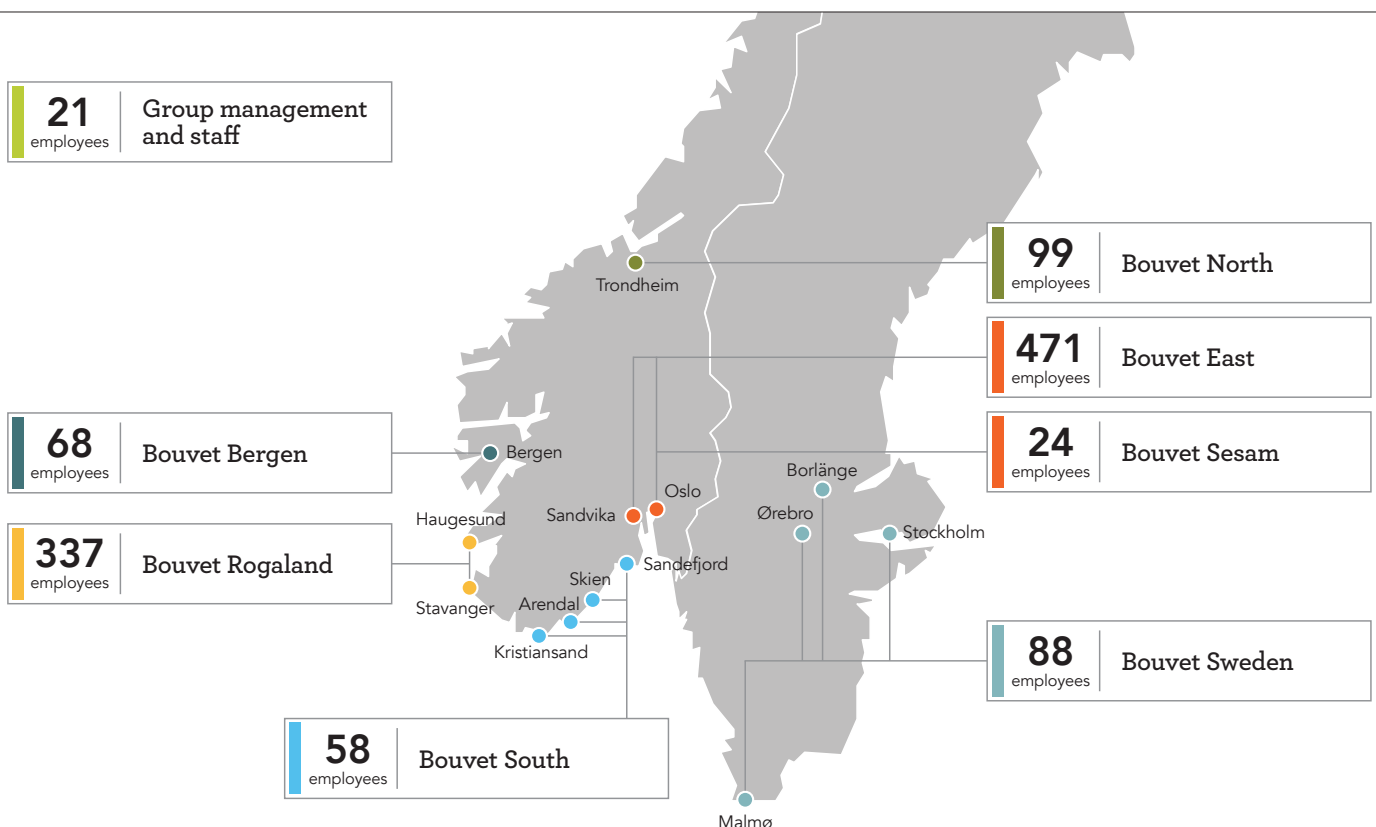 21
employees
Group management
and staff
99
employees
Bouvet North
Trondheim
471
employees
Bouvet East
68
employees
Bouvet Bergen
Bergen
24
employees
Bouvet Sesam
Borlänge
Oslo
Sandvika
Ørebro
Stockholm
Haugesund
337
employees
Bouvet Rogaland
Sandefjord
Skien
Stavanger
Arendal
Kristiansand
88
employees
Bouvet Sweden
58
employees
Bouvet South
Malmø